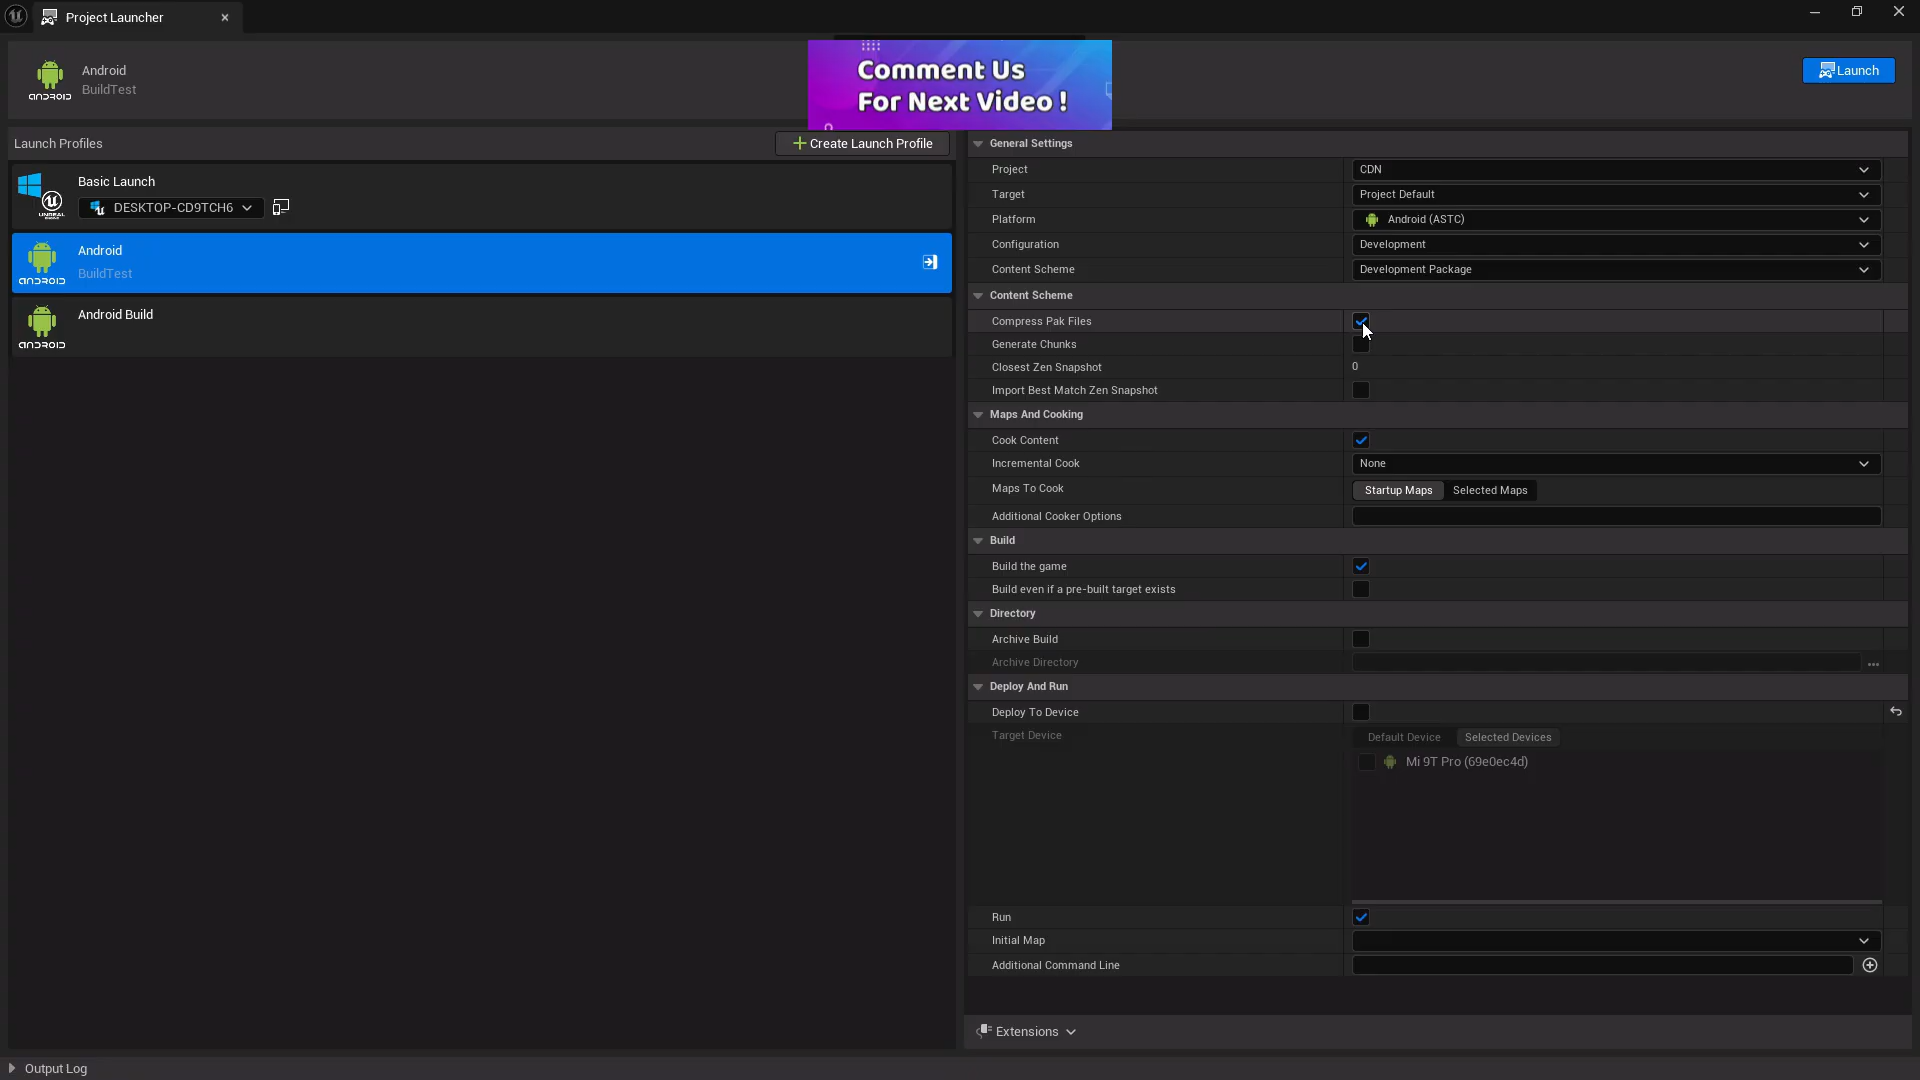 Project Launcher
Android
BuildTest
ANDROID
Comment Us
For Next Video !
Launch
Launch Profiles
Create Launch Profile
Basic Launch
DESKTOP-CD9TCH6
UNREAL
Android
BuildTest
ANDROID
Android Build
ANDROID
General Settings
Project CDN
Target Project Default
Platform Android (ASTC)
Configuration Development
Content Scheme Development Package
Content Scheme
Compress Pak Files
Generate Chunks
Closest Zen Snapshot 0
Import Best Match Zen Snapshot
Maps And Cooking
Cook Content
Incremental Cook None
Maps To Cook Startup Maps Selected Maps
Additional Cooker Options
Build
Build the game
Build even if a pre-built target exists
Directory
Archive Build
Archive Directory ...
Deploy And Run
Deploy To Device
Target Device Default Device Selected Devices
Mi 9T Pro (69e0ec4d)
Run
Initial Map
Additional Command Line
Extensions
Output Log